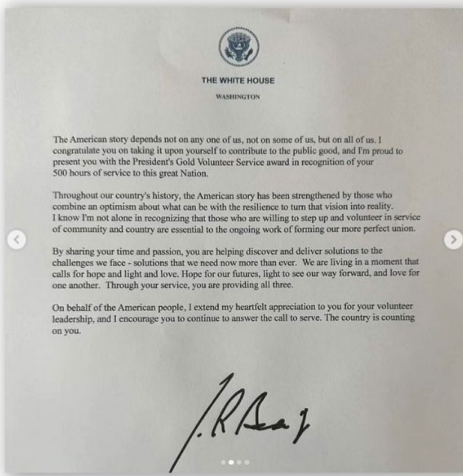 THE WHITE HOUSE
WASHINGTON
The American story depends not on any one of us, not on some of us, but on all of us. I
congratulate you on taking it upon yourself to contribute to the public good, and I'm proud to
present you with the President's Gold Volunteer Service award in recognition of your
500 hours of service to this great Nation.
Throughout our country's history, the American story has been strengthened by those who
combine an optimism about what can be with the resilience to turn that vision into reality.
I know I'm not alone in recognizing that those who are willing to step up and volunteer in service
of community and country are essential to the ongoing work of forming our more perfect union.
By sharing your time and passion, you are helping discover and deliver solutions to the
challenges we face - solutions that we need now more than ever. We are living in a moment that
calls for hope and light and love. Hope for our futures, light to see our way forward, and love for
one another. Through your service, you are providing all three.
On behalf of the American people, I extend my heartfelt appreciation to you for your volunteer
leadership, and I encourage you to continue to answer the call to serve. The country is counting
on you.